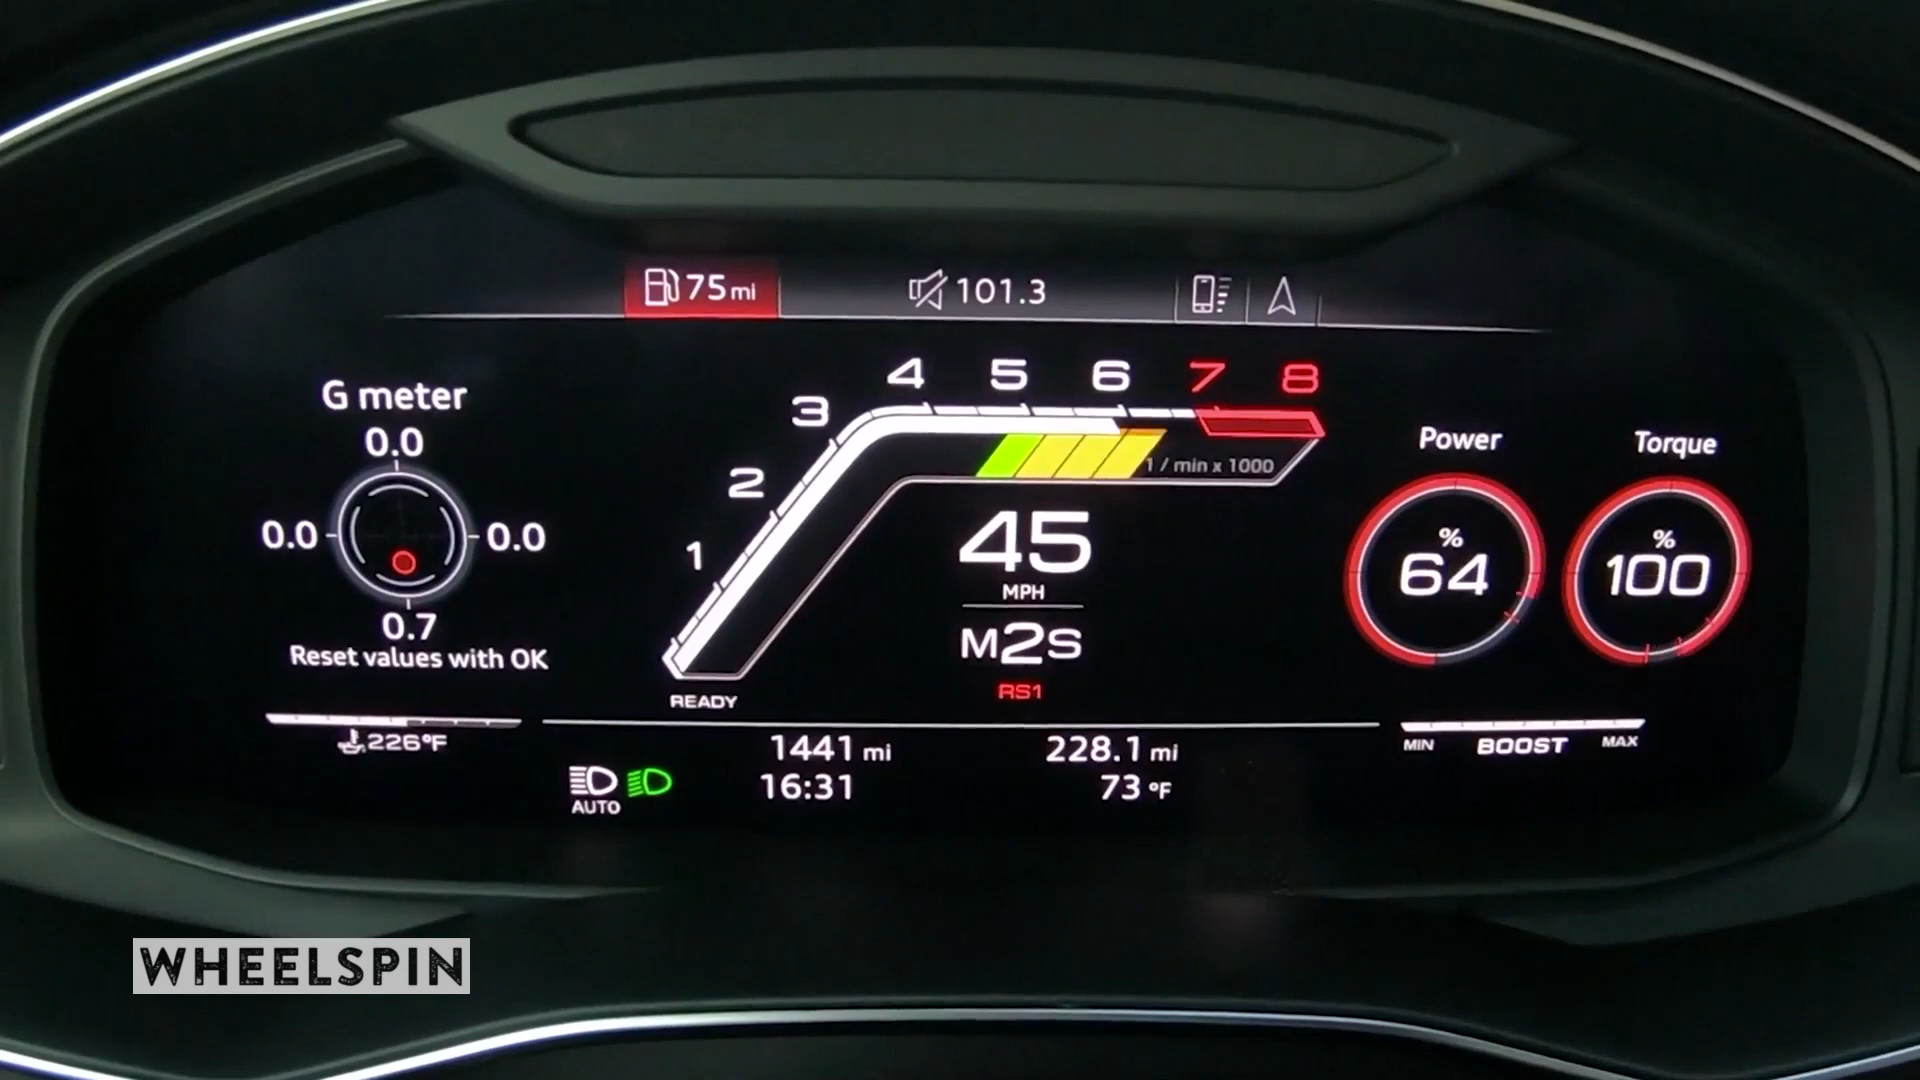 75 mi
101.3
G meter
0.0
0.0 0.0
0.7
Reset values with OK
226°F
1 2 3 4 5 6 7 8
1 / min x 1000
45
MPH
M2S
RS1
READY
Power
%
64
Torque
%
100
MIN BOOST MAX
1441 mi 228.1 mi
16:31 73 °F
AUTO
WHEELSPIN